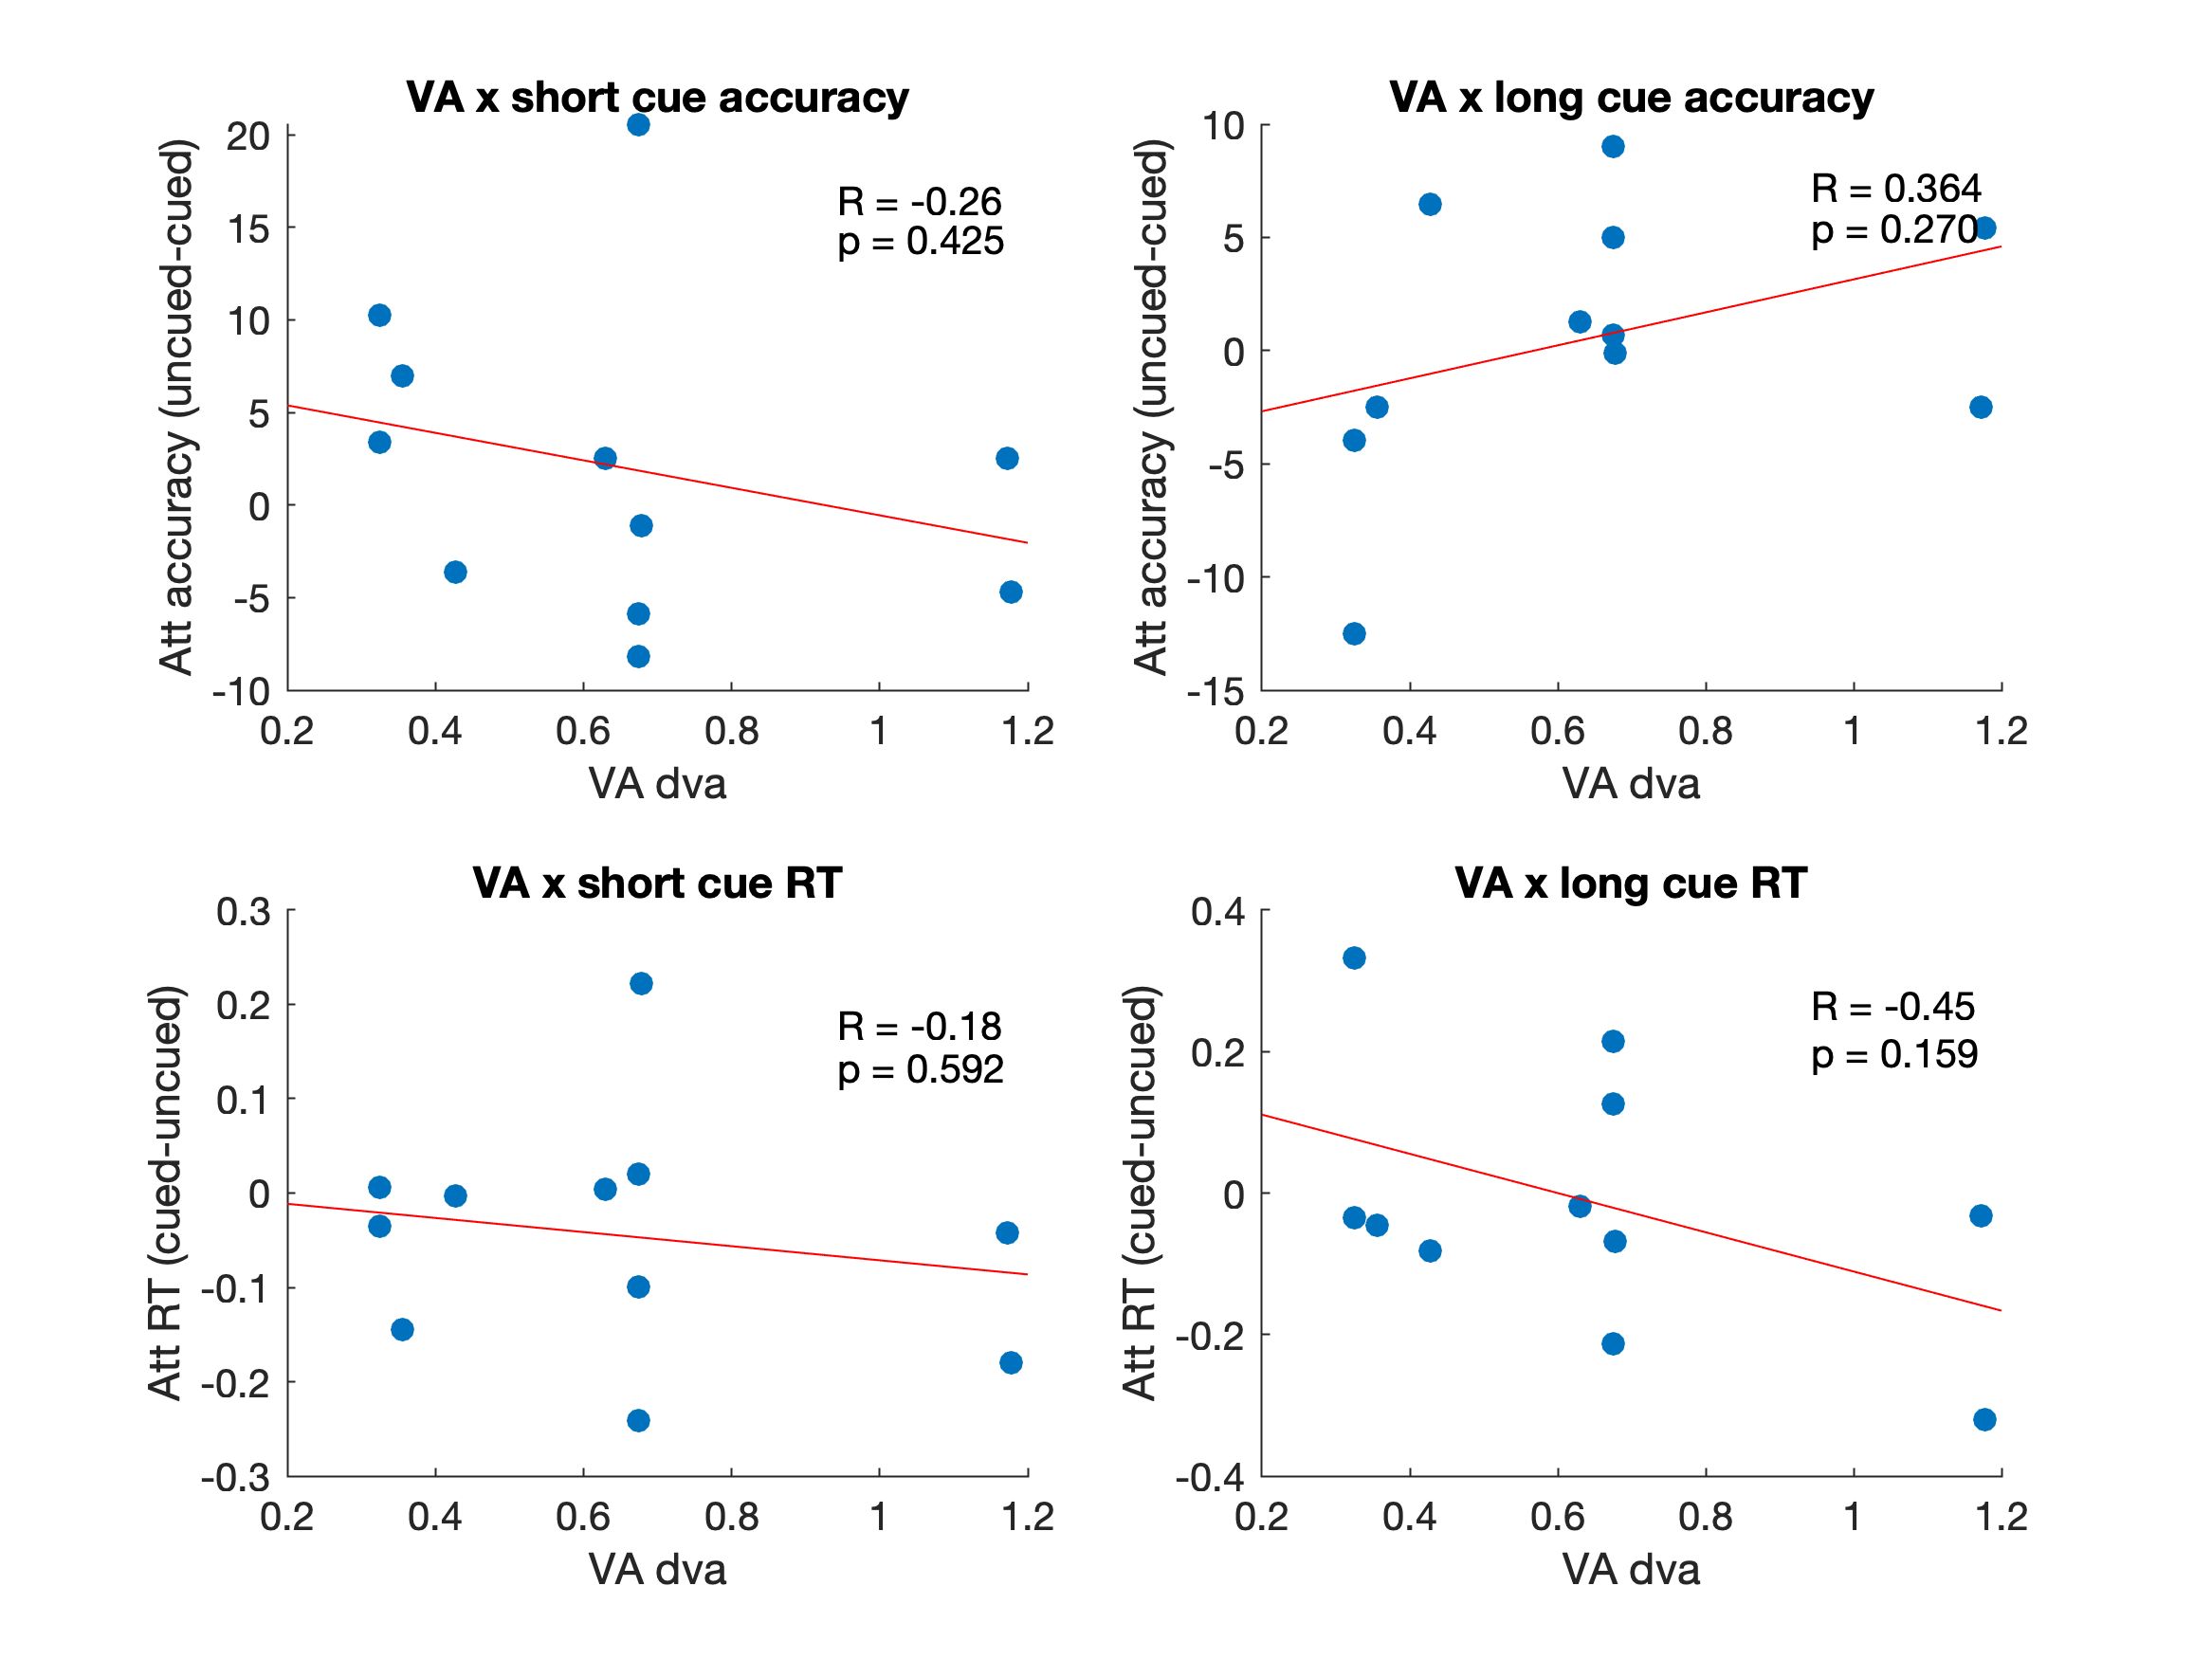 VA x short cue accuracy
20
15
10
5
0
-5
-10
Att accuracy (uncued-cued)
R = -0.26
p = 0.425
0.2 0.4 0.6 0.8 1 1.2
VA dva
VA x long cue accuracy
10
5
0
-5
-10
-15
Att accuracy (uncued-cued)
R = 0.364
p = 0.270
0.2 0.4 0.6 0.8 1 1.2
VA dva
VA x short cue RT
0.3
0.2
0.1
0
-0.1
-0.2
-0.3
Att RT (cued-uncued)
R = -0.18
p = 0.592
0.2 0.4 0.6 0.8 1 1.2
VA dva
VA x long cue RT
0.4
0.2
0
-0.2
-0.4
Att RT (cued-uncued)
R = -0.45
p = 0.159
0.2 0.4 0.6 0.8 1 1.2
VA dva